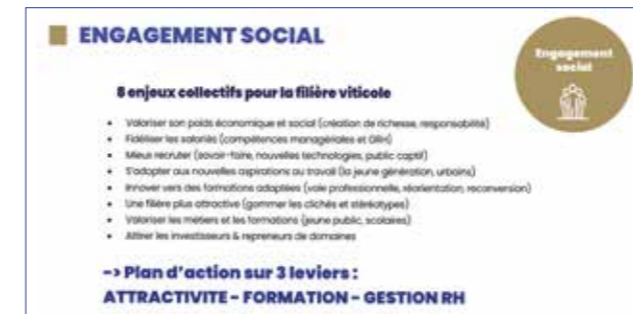 ENGAGEMENT SOCIAL
Engagement
social
8 enjeux collectifs pour la filière viticole
• Valoriser son poids économique et social (création de richesse, responsabilité)
• Fidéliser les salariés (compétences managériales et GRH)
• Mieux recruter (savoir-faire, nouvelles technologies, public captif)
• S'adapter aux nouvelles aspirations au travail (la jeune génération, urbains)
• Innover vers des formations adaptées (voie professionnelle, réorientation, reconversion)
• Une filière plus attractive (gommer les clichés et stéréotypes)
• Valoriser les métiers et les formations (jeune public, scolaires)
• Attirer les investisseurs & repreneurs de domaines
-> Plan d'action sur 3 leviers :
ATTRACTIVITE - FORMATION - GESTION RH